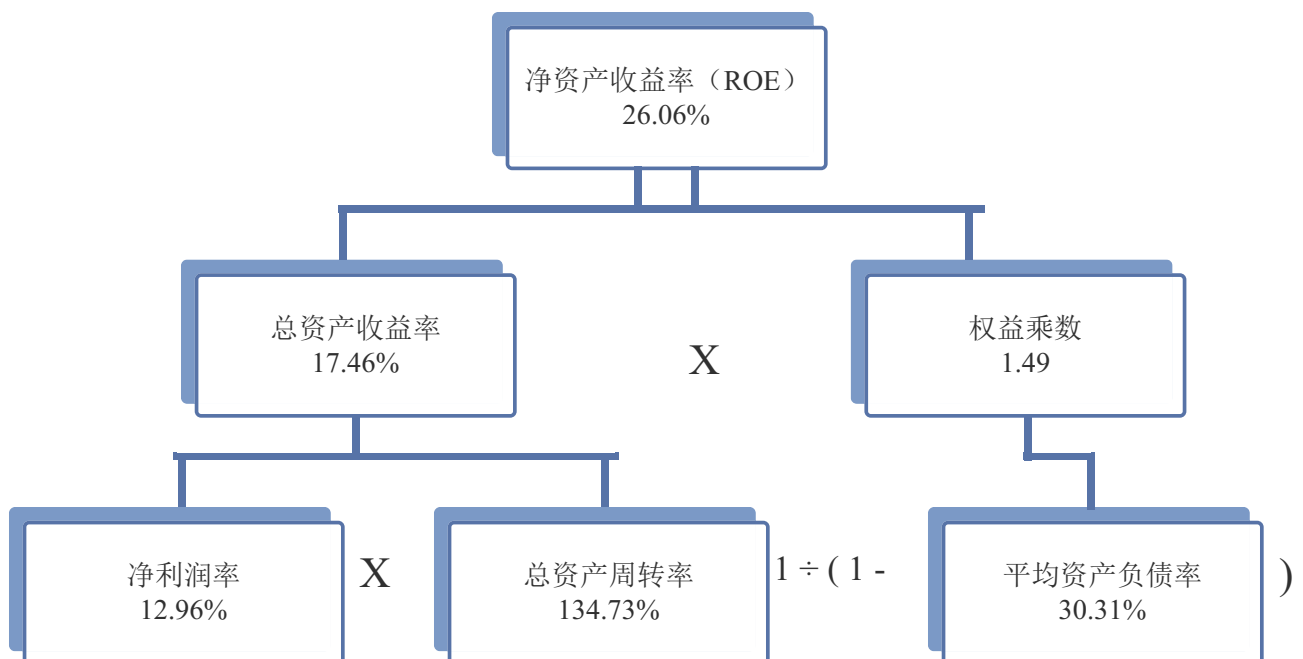 净资产收益率（ROE）
26.06%
总资产收益率
17.46%
X
权益乘数
1.49
净利润率
12.96%
X
总资产周转率
134.73%
1 ÷ ( 1 -
平均资产负债率
30.31%
)